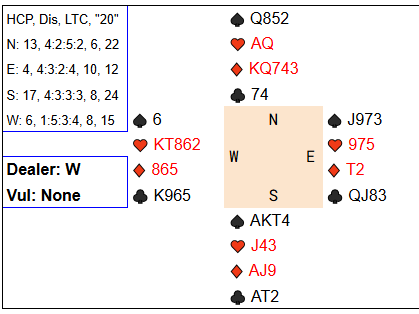 HCP, Dis, LTC, "20"
N: 13, 4:2:5:2, 6, 22
E: 4, 4:3:2:4, 10, 12
S: 17, 4:3:3:3, 8, 24
W: 6, 1:5:3:4, 8, 15
Dealer: W
Vul: None
♠ Q852
♥ AQ
♦ KQ743
♣ 74
♠ 6
♥ KT862
♦ 865
♣ K965
N
W E
S
♠ J973
♥ 975
♦ T2
♣ QJ83
♠ AKT4
♥ J43
♦ AJ9
♣ AT2